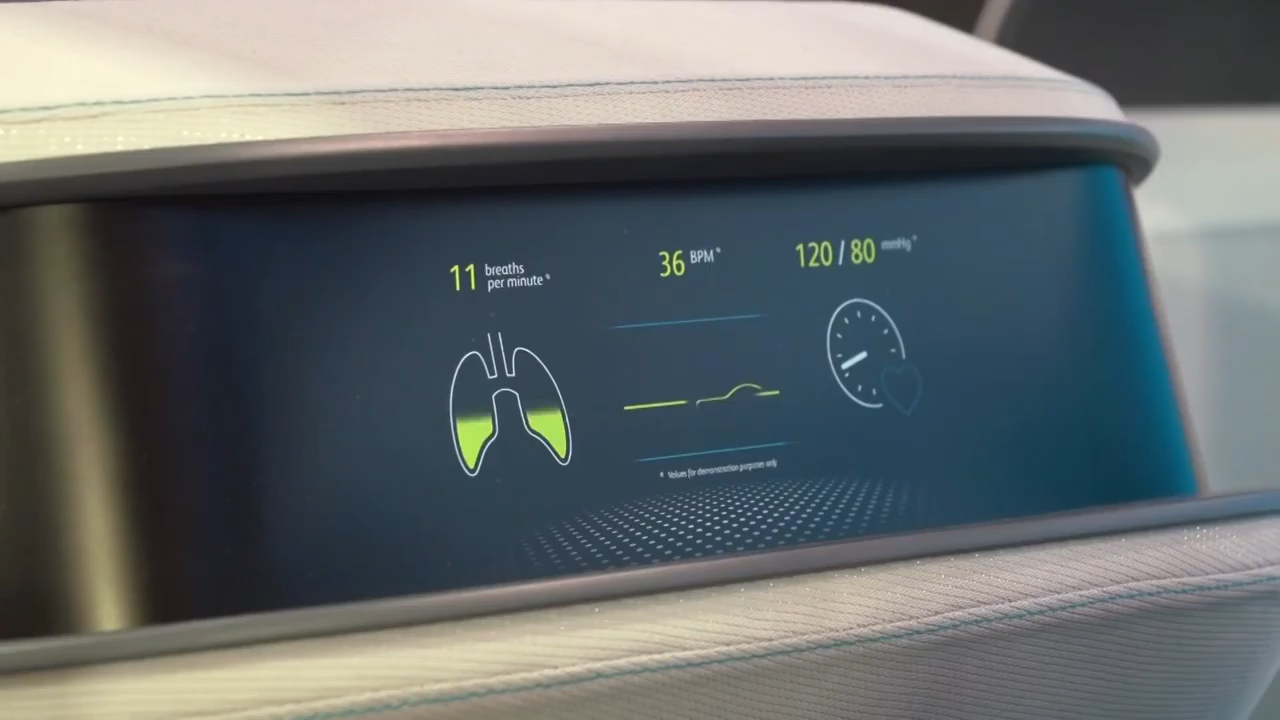 11 breaths
per minute*
36 BPM*
120 / 80 mmHg*
* Values for demonstration purposes only